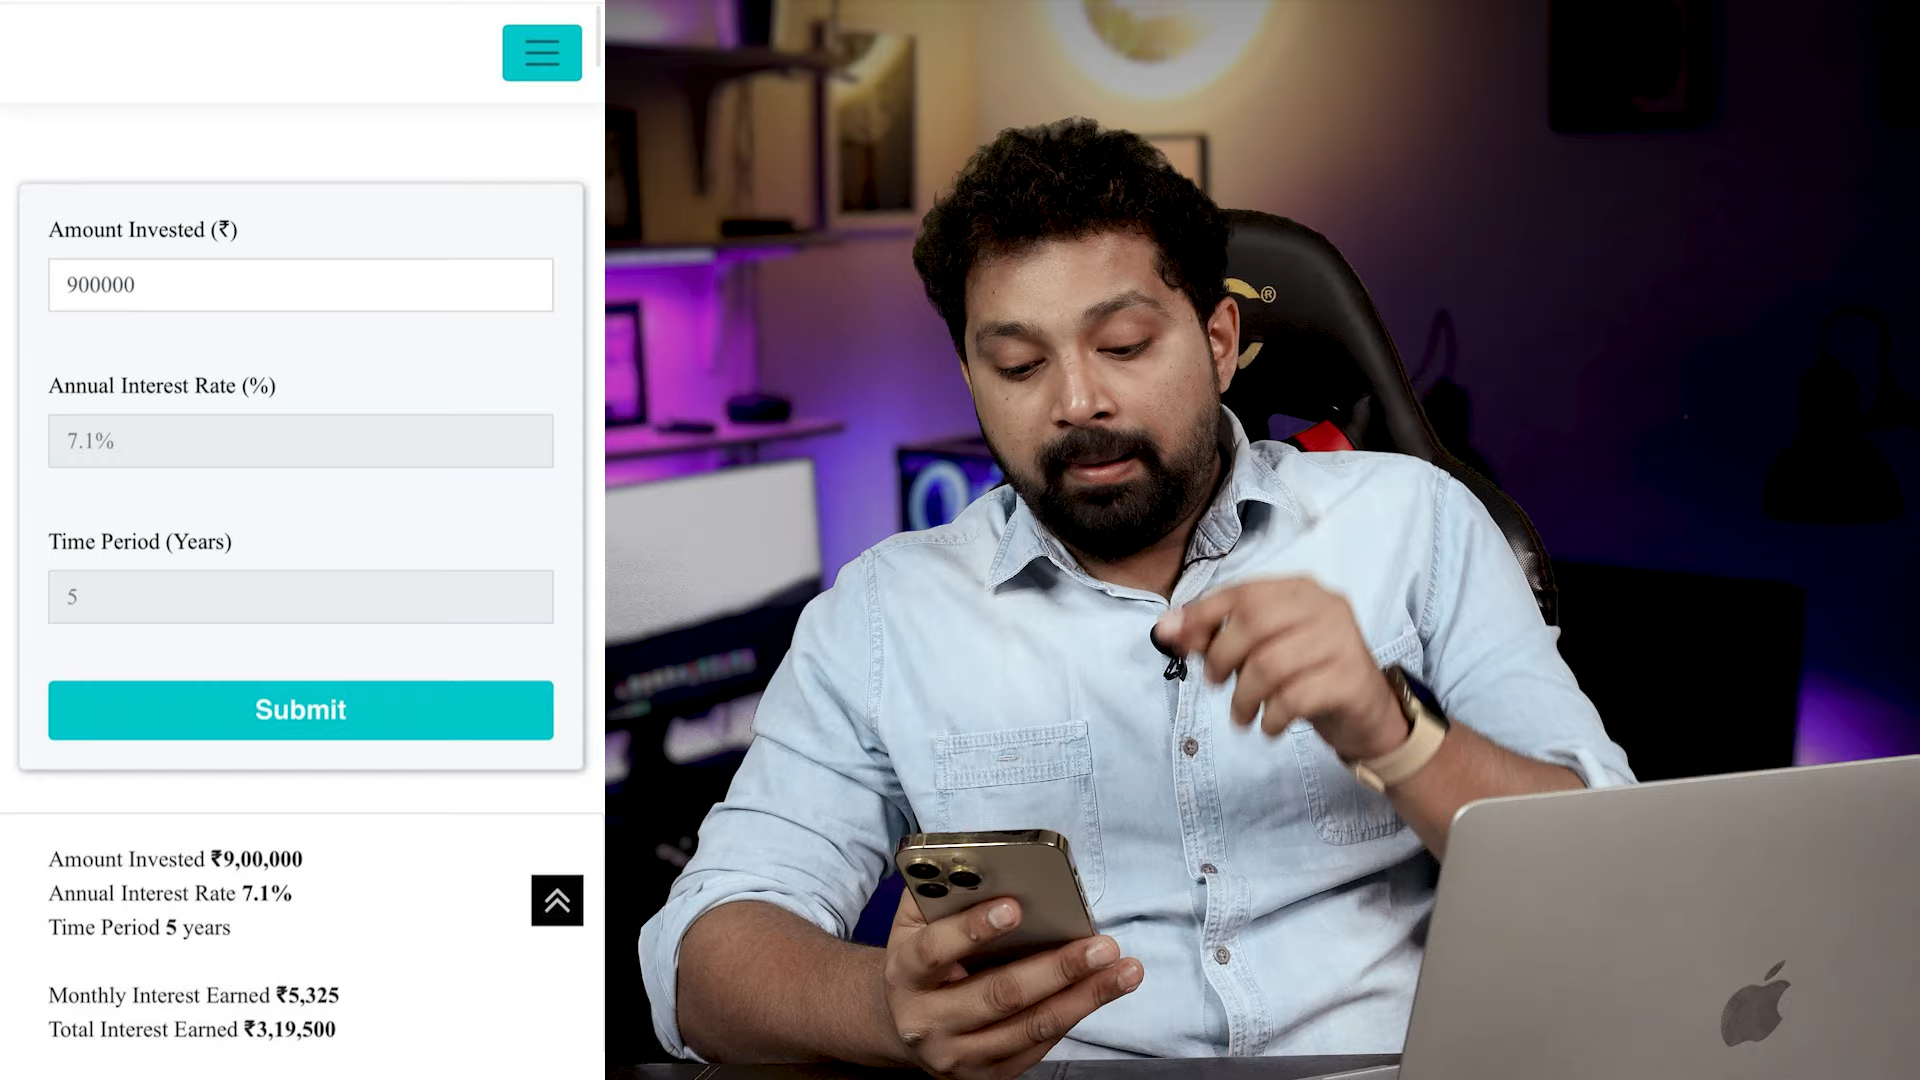 Amount Invested (₹)
900000
Annual Interest Rate (%)
7.1%
Time Period (Years)
5
Submit
Amount Invested ₹9,00,000
Annual Interest Rate 7.1%
Time Period 5 years
Monthly Interest Earned ₹5,325
Total Interest Earned ₹3,19,500
®